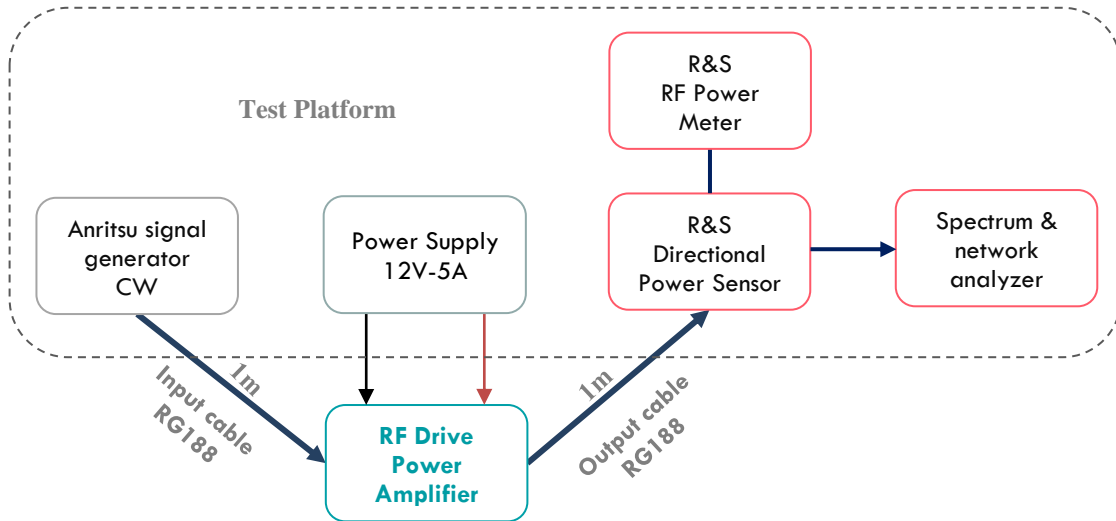 Test Platform
R&S
RF Power
Meter
Anritsu signal
generator
CW
Power Supply
12V-5A
R&S
Directional
Power Sensor
Spectrum &
network
analyzer
1m
Input cable
RG188
RF Drive
Power
Amplifier
1m
Output cable
RG188